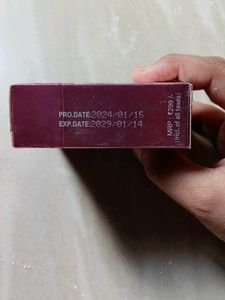 PRO.DATE:2024/01/15
EXP.DATE:2029/01/14
MRP : ₹299 /-
(Incl. of all taxes)